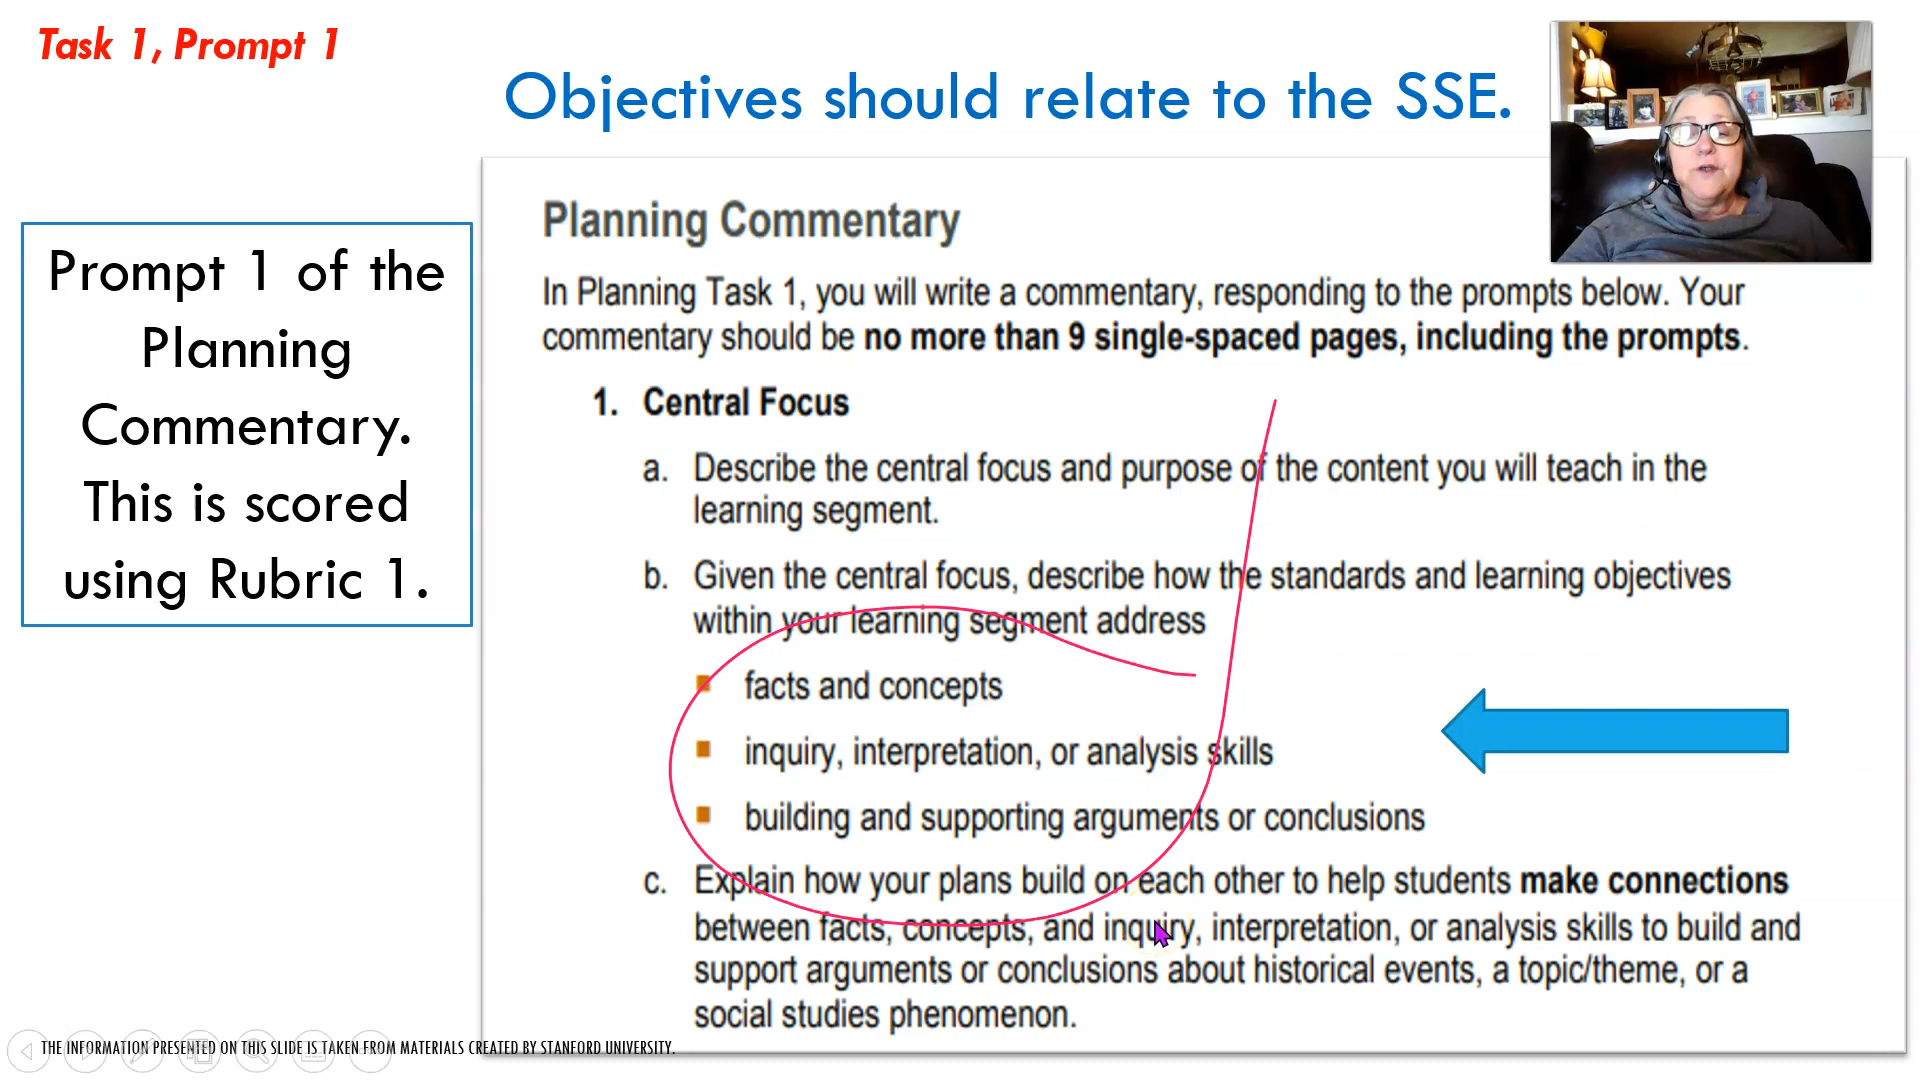 Task 1, Prompt 1
Objectives should relate to the SSE.
Prompt 1 of the
Planning
Commentary.
This is scored
using Rubric 1.
Planning Commentary
In Planning Task 1, you will write a commentary, responding to the prompts below. Your
commentary should be no more than 9 single-spaced pages, including the prompts.
1. Central Focus
a. Describe the central focus and purpose of the content you will teach in the
learning segment.
b. Given the central focus, describe how the standards and learning objectives
within your learning segment address
facts and concepts
inquiry, interpretation, or analysis skills
building and supporting arguments or conclusions
c. Explain how your plans build on each other to help students make connections
between facts, concepts, and inquiry, interpretation, or analysis skills to build and
support arguments or conclusions about historical events, a topic/theme, or a
social studies phenomenon.
THE INFORMATION PRESENTED ON THIS SLIDE IS TAKEN FROM MATERIALS CREATED BY STANFORD UNIVERSITY.